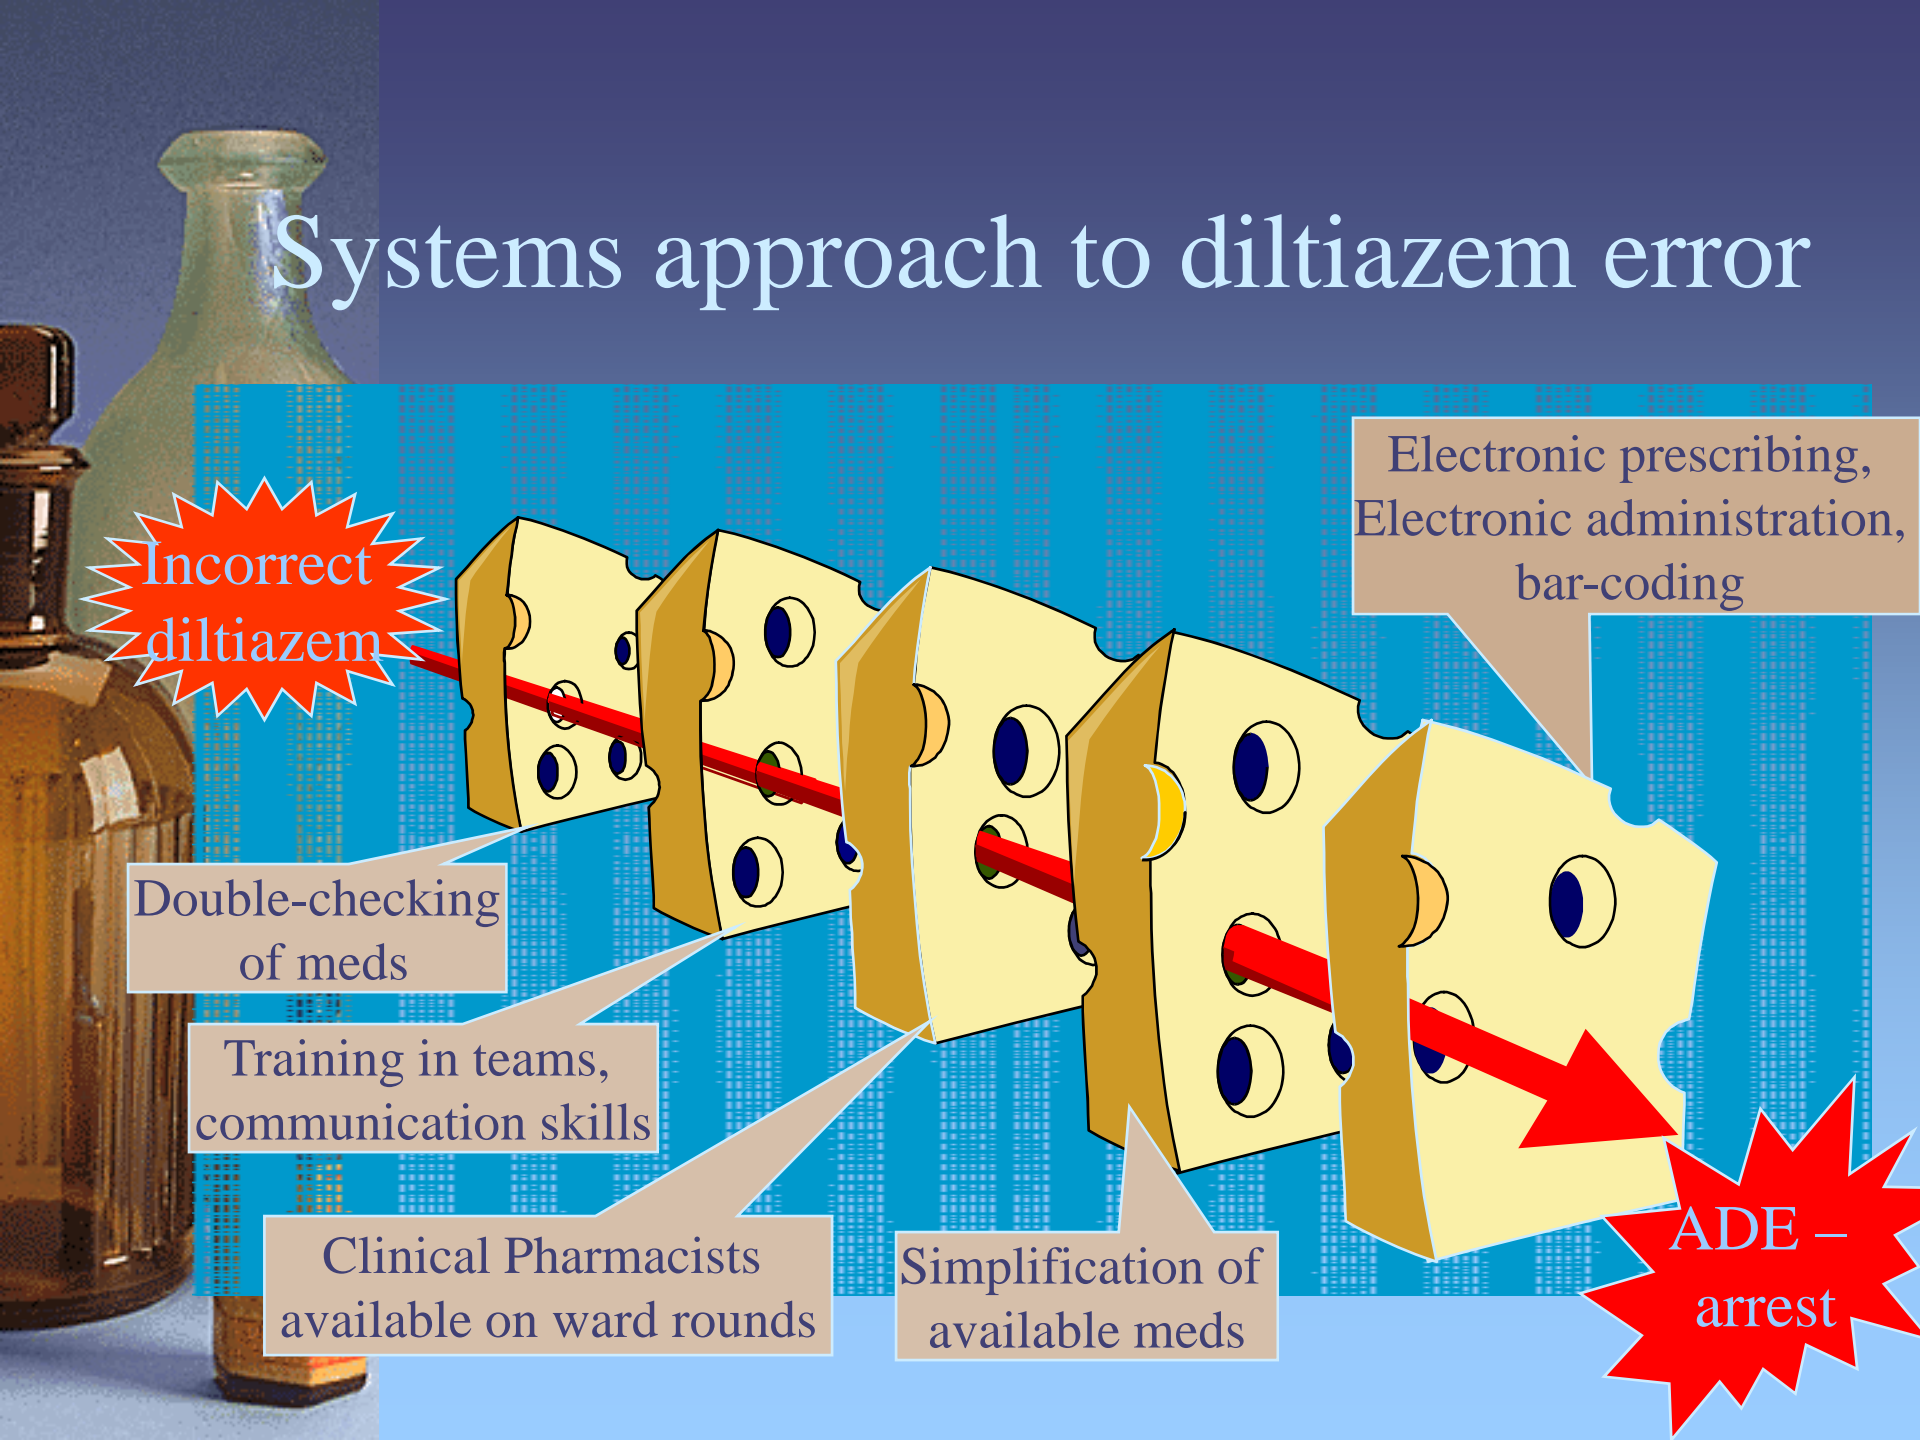 Systems approach to diltiazem error
Electronic prescribing,
Electronic administration,
bar-coding
Incorrect
diltiazem
Double-checking
of meds
Training in teams,
communication skills
Clinical Pharmacists
available on ward rounds
Simplification of
available meds
ADE –
arrest